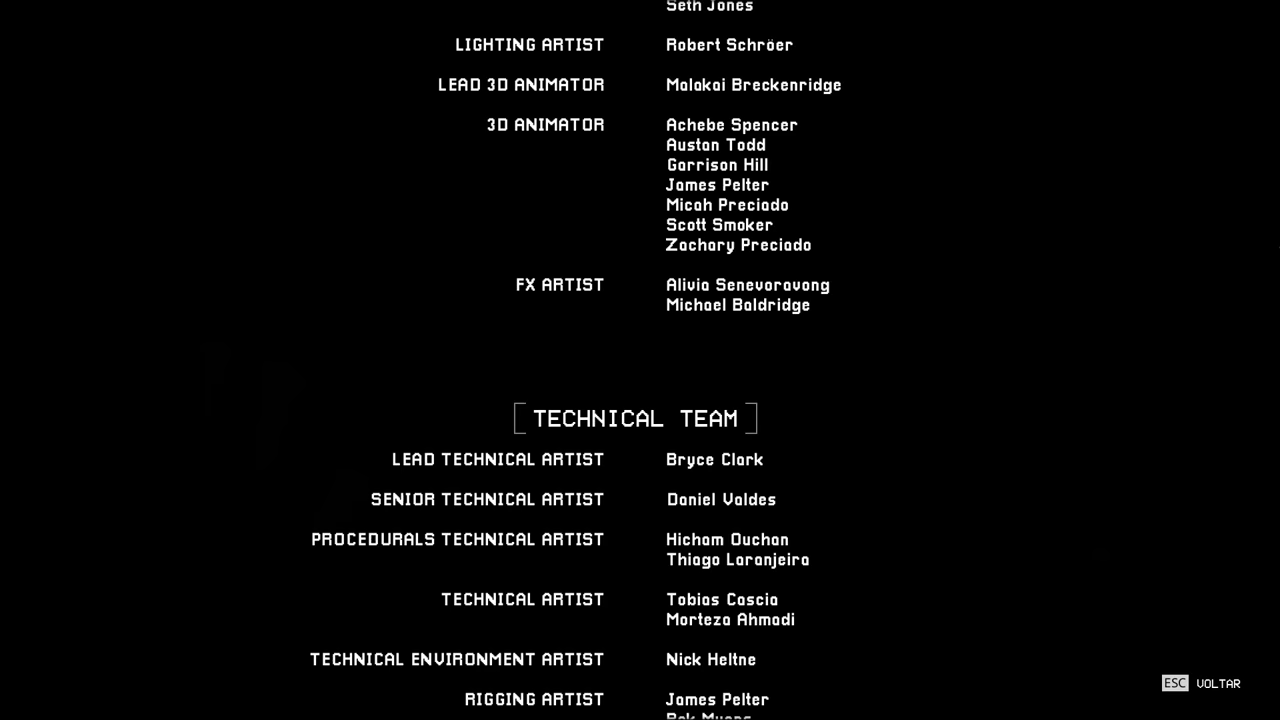 Seth Jones
LIGHTING ARTIST Robert Schröer
LEAD 3D ANIMATOR Malakai Breckenridge
3D ANIMATOR Achebe Spencer
Austan Todd
Garrison Hill
James Pelter
Micah Preciado
Scott Smoker
Zachary Preciado
FX ARTIST Alivia Senevoravong
Michael Baldridge
TECHNICAL TEAM
LEAD TECHNICAL ARTIST Bryce Clark
SENIOR TECHNICAL ARTIST Daniel Valdes
PROCEDURALS TECHNICAL ARTIST Hicham Ouchan
Thiago Laranjeira
TECHNICAL ARTIST Tobias Cascia
Morteza Ahmadi
TECHNICAL ENVIRONMENT ARTIST Nick Heltne
ESC VOLTAR
RIGGING ARTIST James Pelter